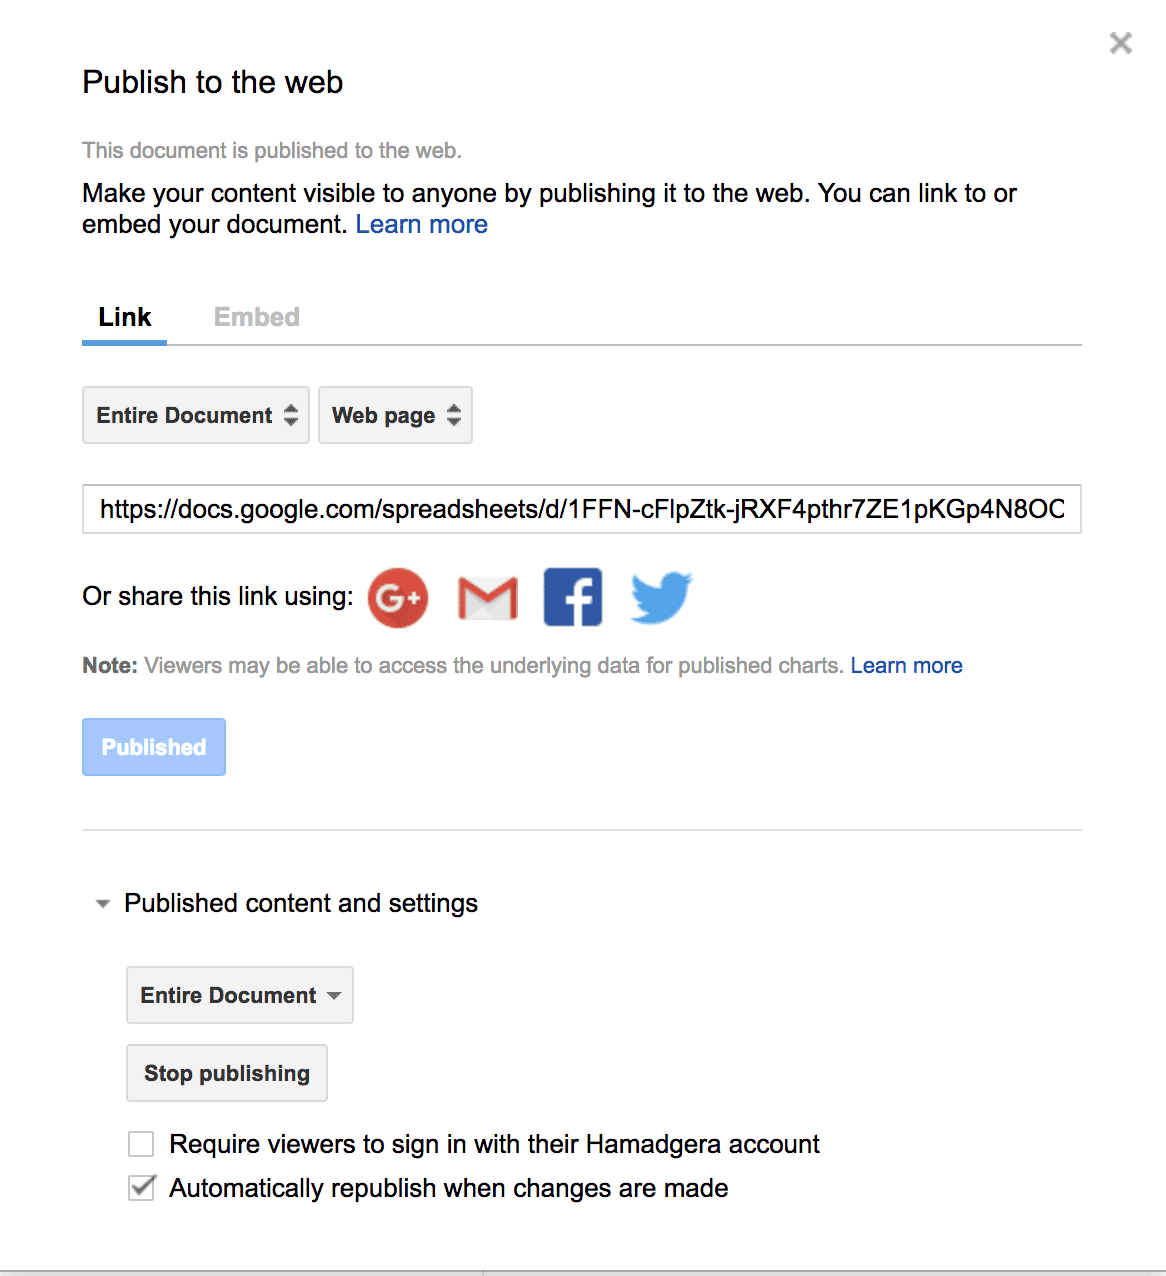 Publish to the web
This document is published to the web.
Make your content visible to anyone by publishing it to the web. You can link to or
embed your document. Learn more
Link Embed
Entire Document Web page
https://docs.google.com/spreadsheets/d/1FFN-cFlpZtk-jRXF4pthr7ZE1pKGp4N8OC
Or share this link using: G+ f
Note: Viewers may be able to access the underlying data for published charts. Learn more
Published
Published content and settings
Entire Document
Stop publishing
Require viewers to sign in with their Hamadgera account
Automatically republish when changes are made